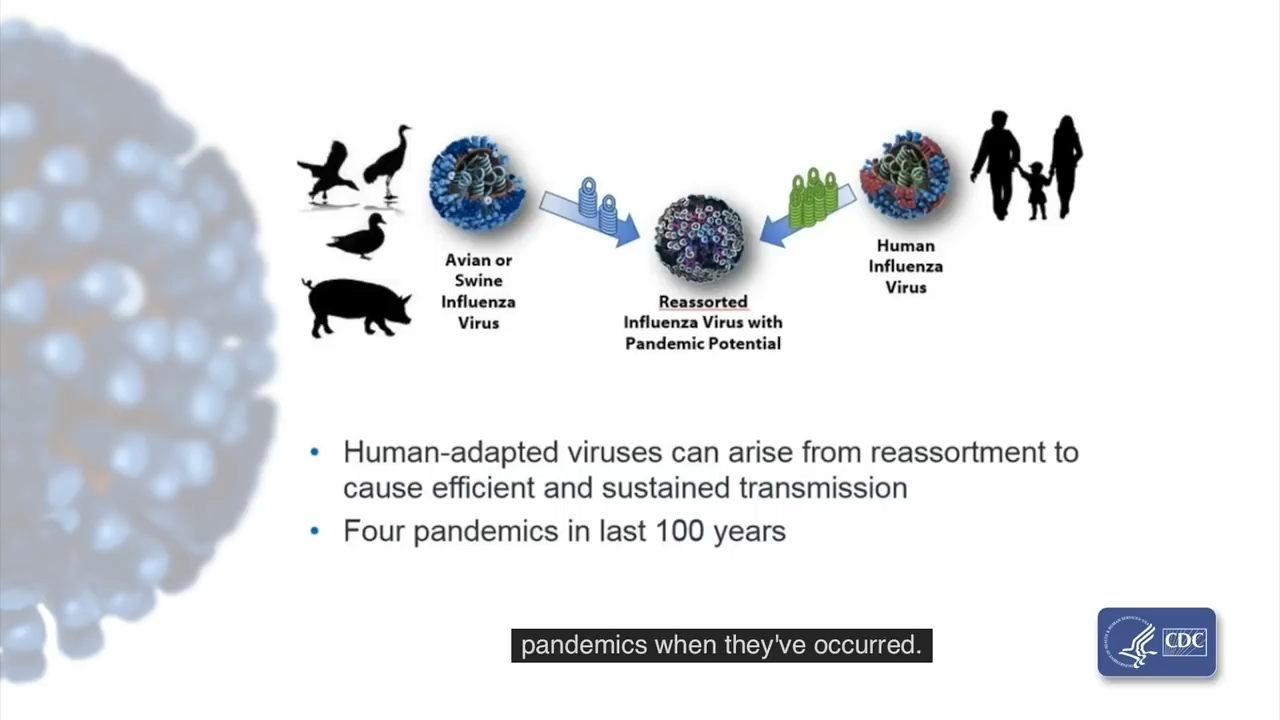 Avian or
Swine
Influenza
Virus
Reassorted
Influenza Virus with
Pandemic Potential
Human
Influenza
Virus
• Human-adapted viruses can arise from reassortment to
cause efficient and sustained transmission
• Four pandemics in last 100 years
pandemics when they've occurred.
CDC